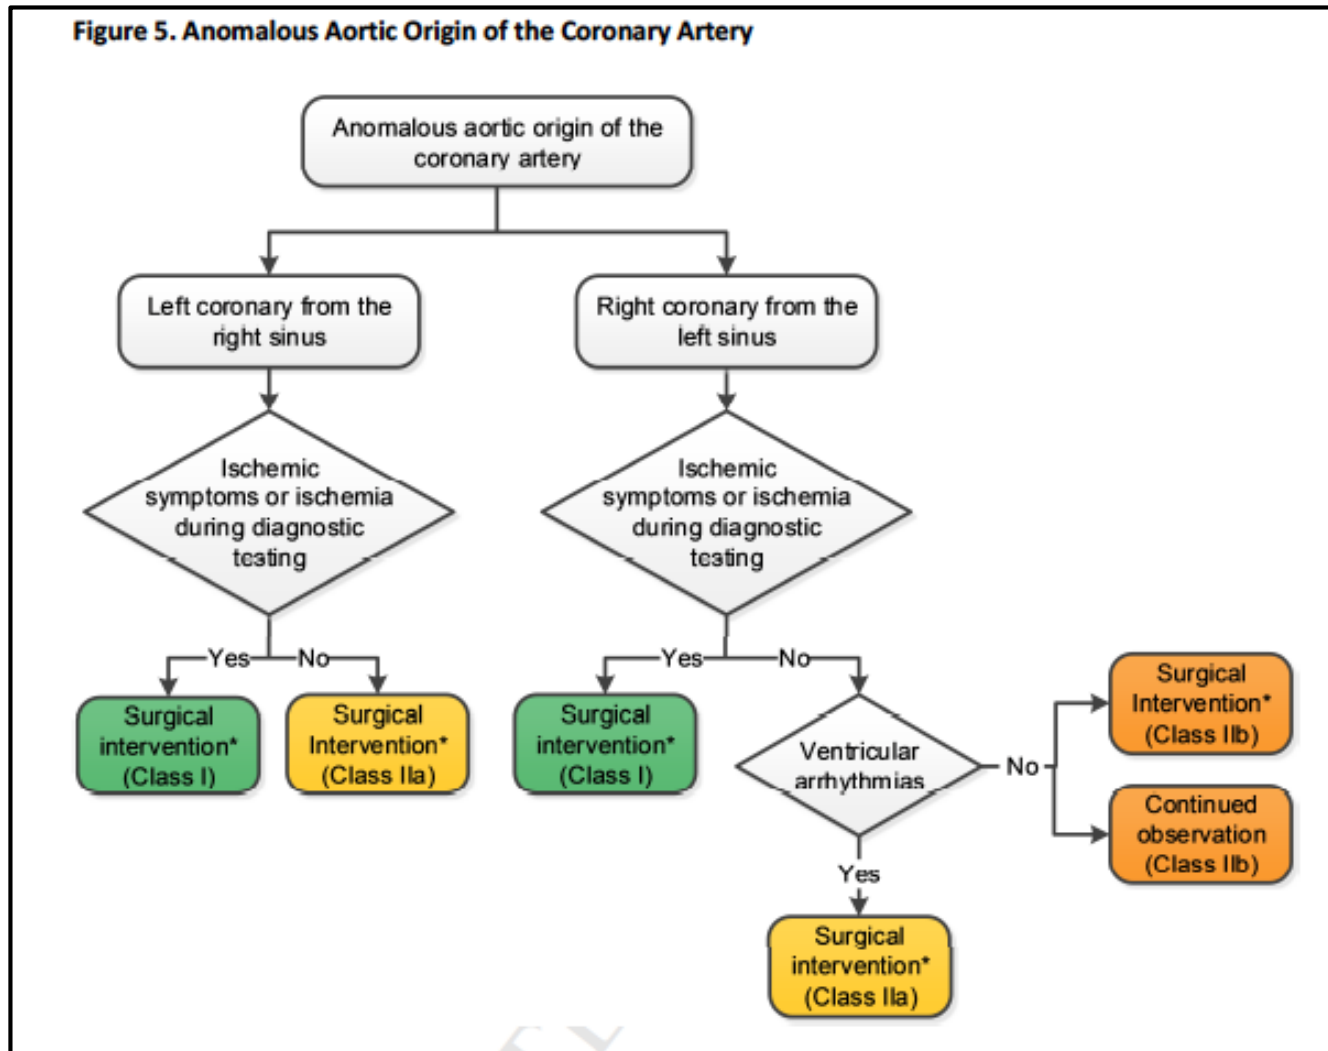 Figure 5. Anomalous Aortic Origin of the Coronary Artery
Anomalous aortic origin of the
coronary artery
Left coronary from the
right sinus
Right coronary from the
left sinus
Ischemic
symptoms or ischemia
during diagnostic
testing
Ischemic
symptoms or ischemia
during diagnostic
testing
Yes
No
Yes
No
Surgical
intervention*
(Class I)
Surgical
Intervention*
(Class IIa)
Surgical
intervention*
(Class I)
Ventricular
arrhythmias
No
Surgical
Intervention*
(Class IIb)
Continued
observation
(Class IIb)
Yes
Surgical
intervention*
(Class IIa)